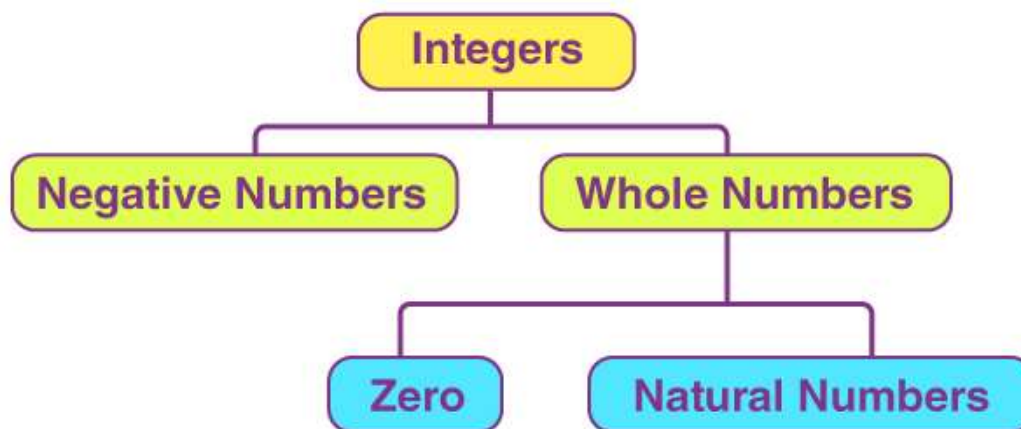 Integers
Negative Numbers
Whole Numbers
Zero
Natural Numbers